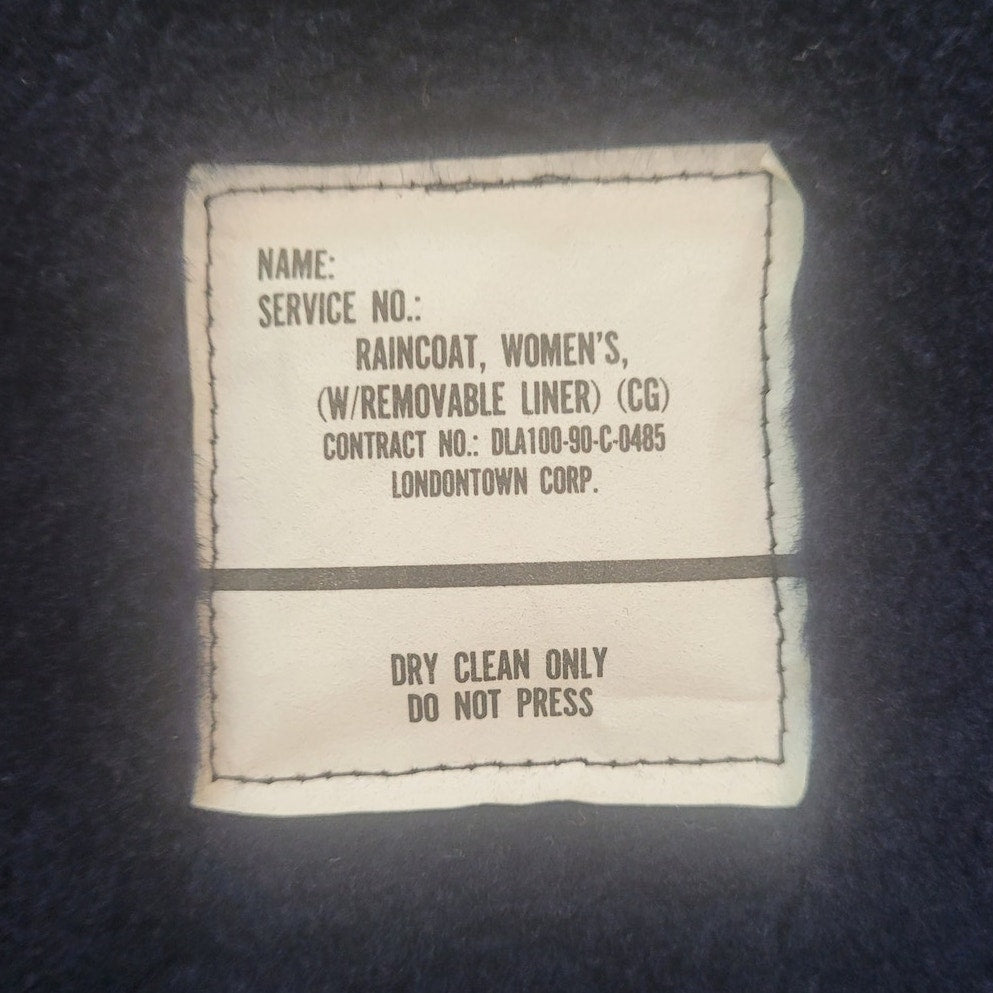 NAME:
SERVICE NO.:
RAINCOAT, WOMEN'S,
(W/REMOVABLE LINER) (CG)
CONTRACT NO.: DLA100-90-C-0485
LONDONTOWN CORP.
DRY CLEAN ONLY
DO NOT PRESS